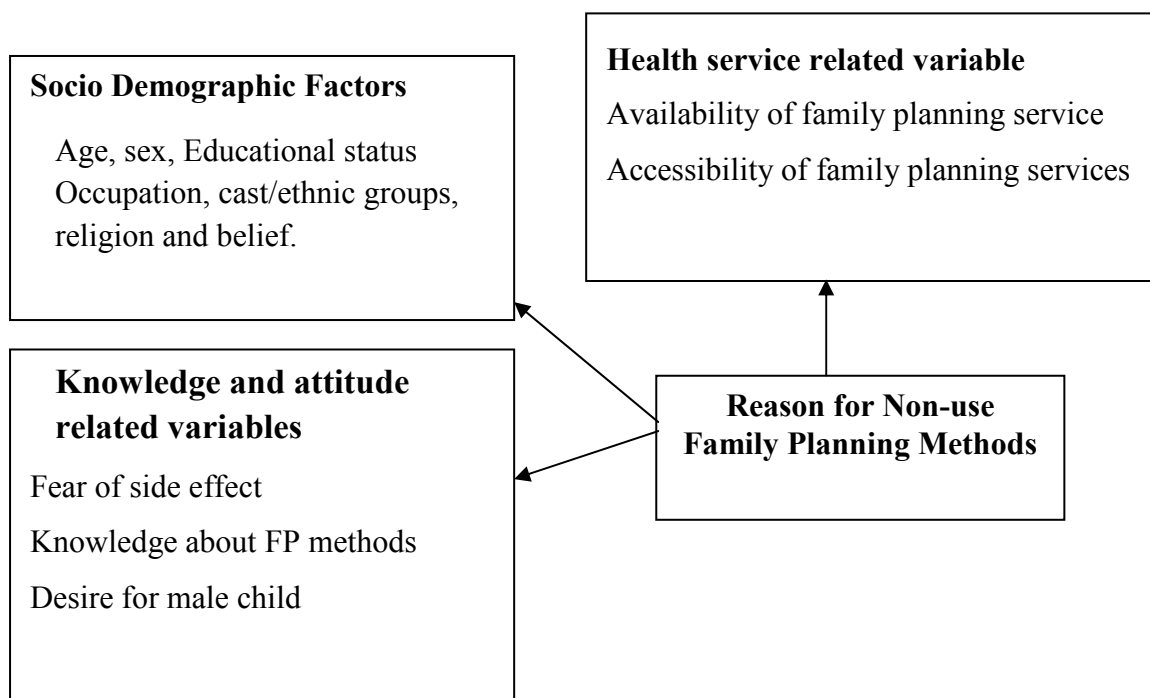 Socio Demographic Factors
Age, sex, Educational status
Occupation, cast/ethnic groups,
religion and belief.
Health service related variable
Availability of family planning service
Accessibility of family planning services
Knowledge and attitude
related variables
Fear of side effect
Knowledge about FP methods
Desire for male child
Reason for Non-use
Family Planning Methods